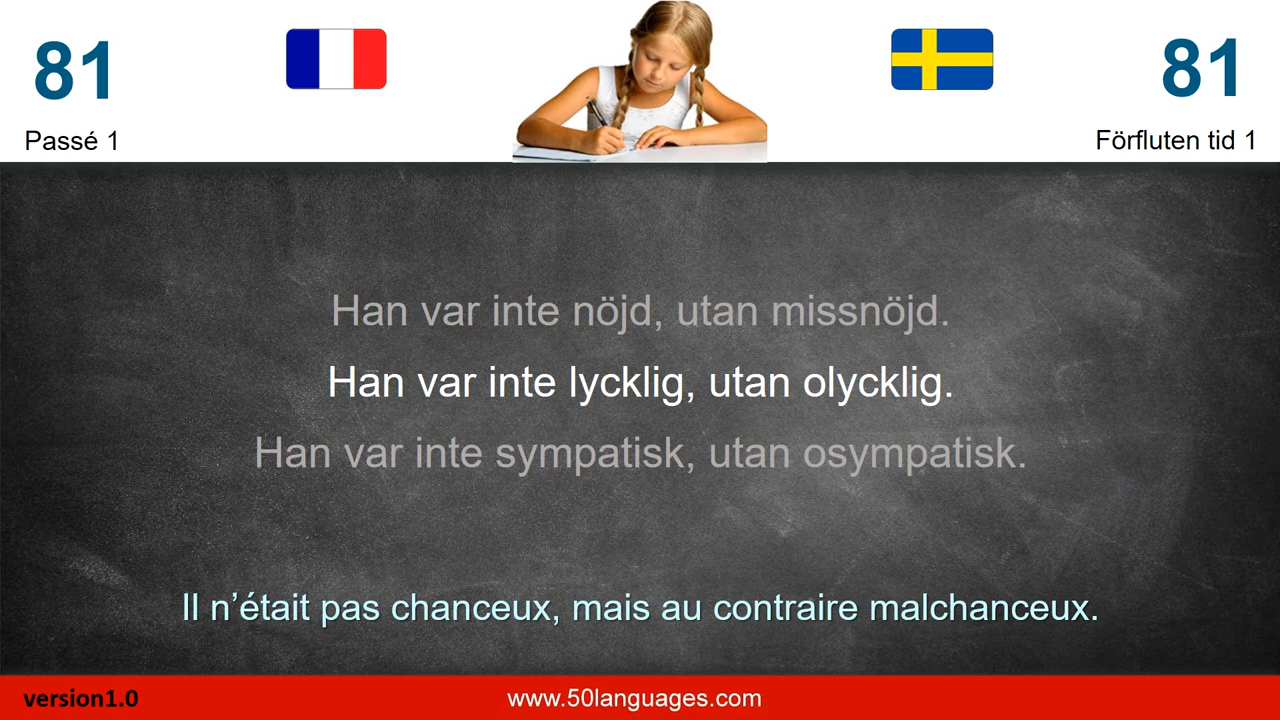 81
81
Passé 1
Förfluten tid 1
Han var inte nöjd, utan missnöjd.
Han var inte lycklig, utan olycklig.
Han var inte sympatisk, utan osympatisk.
Il n’était pas chanceux, mais au contraire malchanceux.
version1.0
www.50languages.com